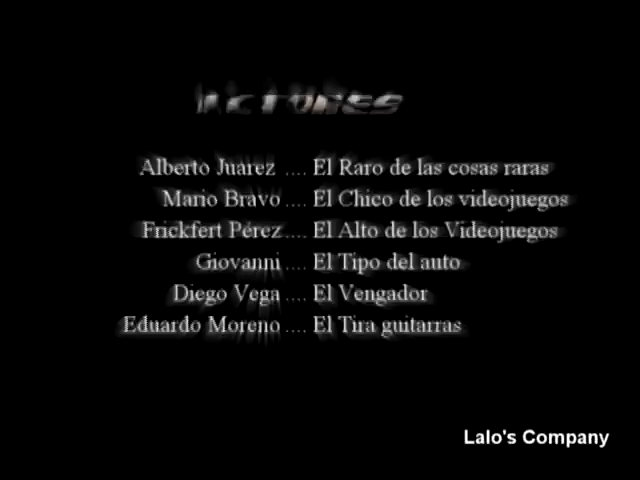 ACTORES
Alberto Juarez .... El Raro de las cosas raras
Mario Bravo .... El Chico de los videojuegos
Frickfert Pérez .... El Alto de los Videojuegos
Giovanni .... El Tipo del auto
Diego Vega .... El Vengador
Eduardo Moreno .... El Tira guitarras
Lalo's Company